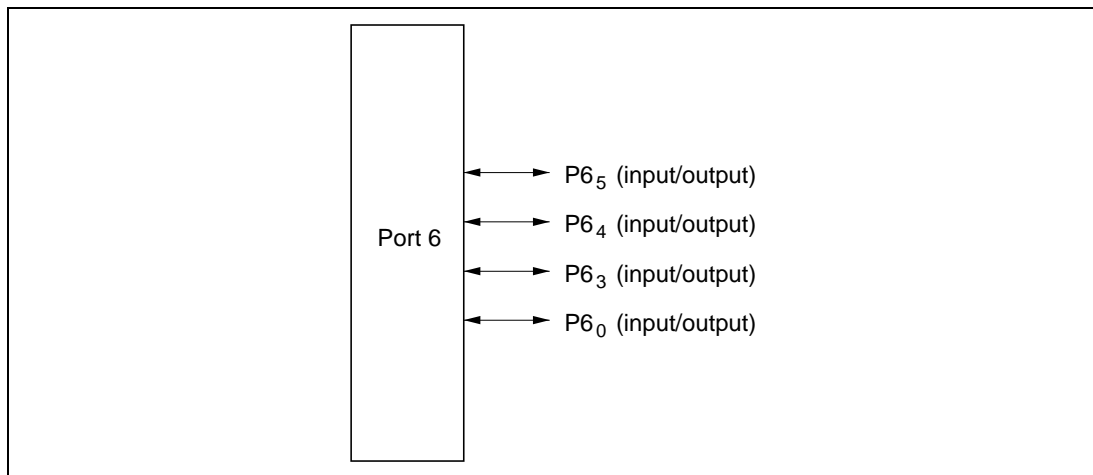 P6₅ (input/output)
P6₄ (input/output)
Port 6
P6₃ (input/output)
P6₀ (input/output)